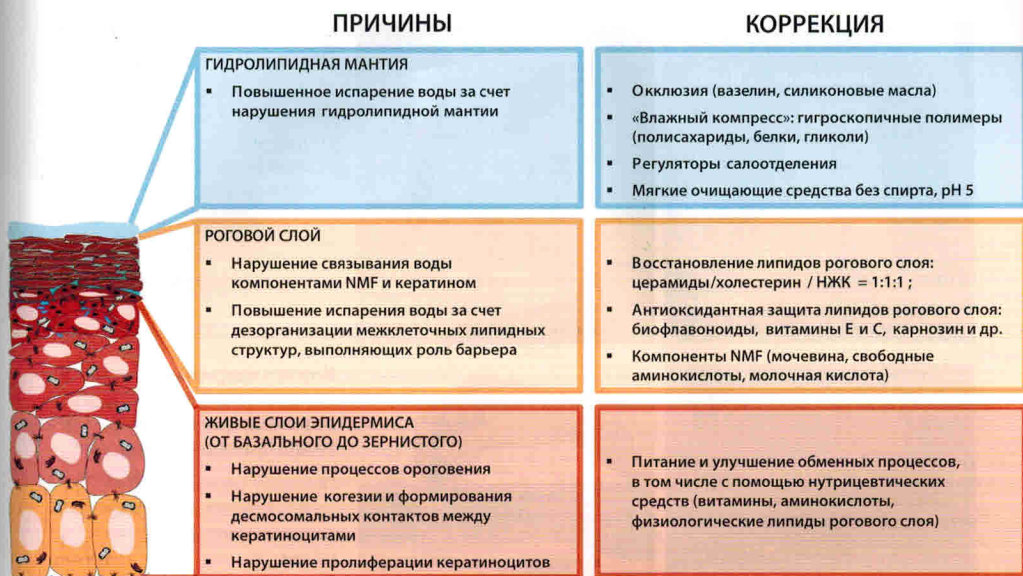 ПРИЧИНЫ
КОРРЕКЦИЯ
ГИДРОЛИПИДНАЯ МАНТИЯ
▪ Повышенное испарение воды за счет
нарушения гидролипидной мантии
▪ Окклюзия (вазелин, силиконовые масла)
▪ «Влажный компресс»: гигроскопичные полимеры
(полисахариды, белки, гликоли)
▪ Регуляторы салоотделения
▪ Мягкие очищающие средства без спирта, pH 5
РОГОВОЙ СЛОЙ
▪ Нарушение связывания воды
компонентами NMF и кератином
▪ Повышение испарения воды за счет
дезорганизации межклеточных липидных
структур, выполняющих роль барьера
▪ Восстановление липидов рогового слоя:
церамиды/холестерин / НЖК = 1:1:1 ;
▪ Антиоксидантная защита липидов рогового слоя:
биофлавоноиды, витамины Е и С, карнозин и др.
▪ Компоненты NMF (мочевина, свободные
аминокислоты, молочная кислота)
ЖИВЫЕ СЛОИ ЭПИДЕРМИСА
(ОТ БАЗАЛЬНОГО ДО ЗЕРНИСТОГО)
▪ Нарушение процессов ороговения
▪ Нарушение когезии и формирования
десмосомальных контактов между
кератиноцитами
▪ Нарушение пролиферации кератиноцитов
▪ Питание и улучшение обменных процессов,
в том числе с помощью нутрицевтических
средств (витамины, аминокислоты,
физиологические липиды рогового слоя)